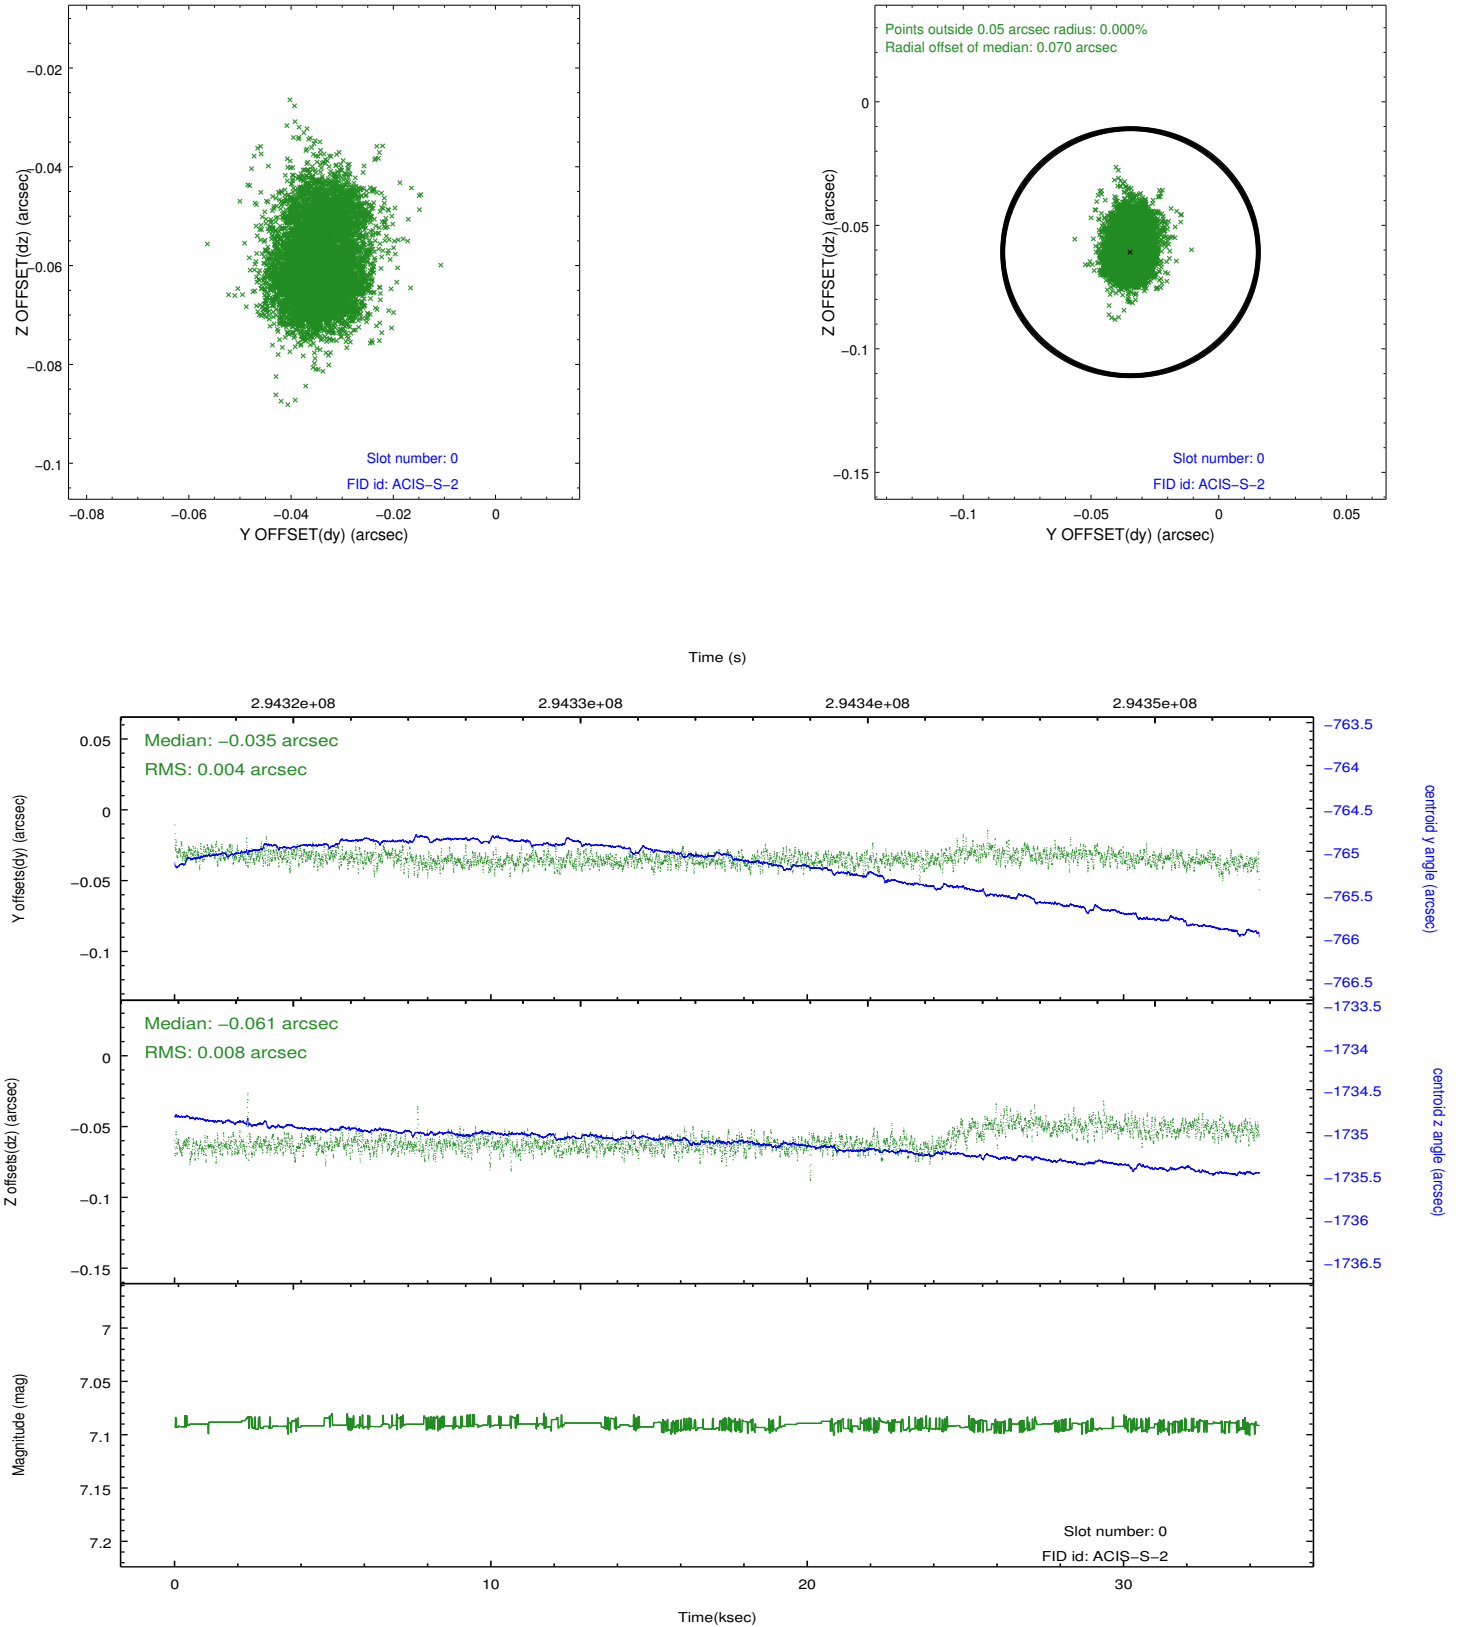 −0.02
−0.04
−0.06
−0.08
−0.1
Z OFFSET(dz) (arcsec)
Slot number: 0
FID id: ACIS−S−2
−0.08 −0.06 −0.04 −0.02 0
Y OFFSET(dy) (arcsec)
Points outside 0.05 arcsec radius: 0.000%
Radial offset of median: 0.070 arcsec
0
−0.05
−0.1
−0.15
Z OFFSET(dz) (arcsec)
Slot number: 0
FID id: ACIS−S−2
−0.1 −0.05 0 0.05
Y OFFSET(dy) (arcsec)
Time (s)
2.9432e+08 2.9433e+08 2.9434e+08 2.9435e+08
Median: −0.035 arcsec
RMS: 0.004 arcsec
0.05
0
−0.05
−0.1
Y offsets(dy) (arcsec)
−763.5
−764
−764.5
−765
−765.5
−766
−766.5
centroid y angle (arcsec)
Median: −0.061 arcsec
RMS: 0.008 arcsec
0
−0.05
−0.1
−0.15
Z offsets(dz) (arcsec)
−1733.5
−1734
−1734.5
−1735
−1735.5
−1736
−1736.5
centroid z angle (arcsec)
7
7.05
7.1
7.15
7.2
Magnitude (mag)
Slot number: 0
FID id: ACIS−S−2
0 10 20 30
Time(ksec)